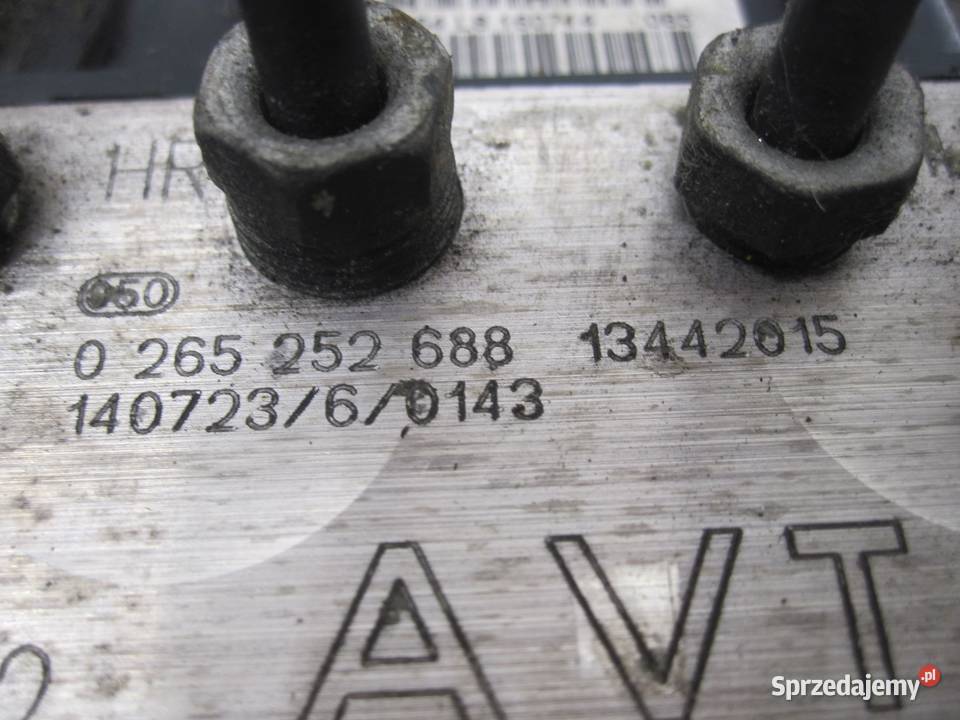 HR
050
0 265 252 688 13442015
140723/6/0143
AVT
Sprzedajemy.pl